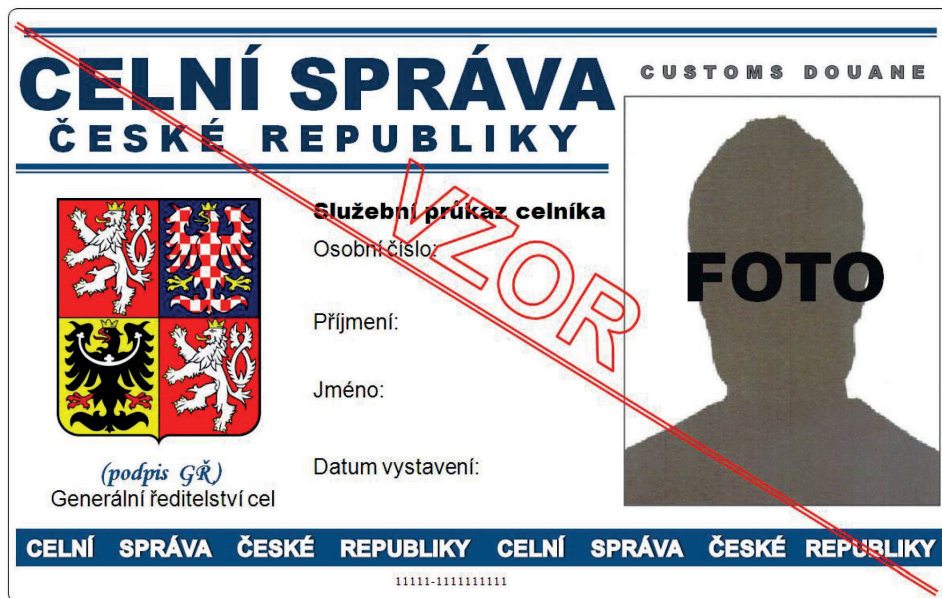 CELNÍ SPRÁVA
ČESKÉ REPUBLIKY
CUSTOMS DOUANE
Služební průkaz celníka
Osobní číslo:
Příjmení:
Jméno:
Datum vystavení:
VZOR
FOTO
(podpis GŘ)
Generální ředitelství cel
CELNÍ SPRÁVA ČESKÉ REPUBLIKY CELNÍ SPRÁVA ČESKÉ REPUBLIKY
11111-1111111111